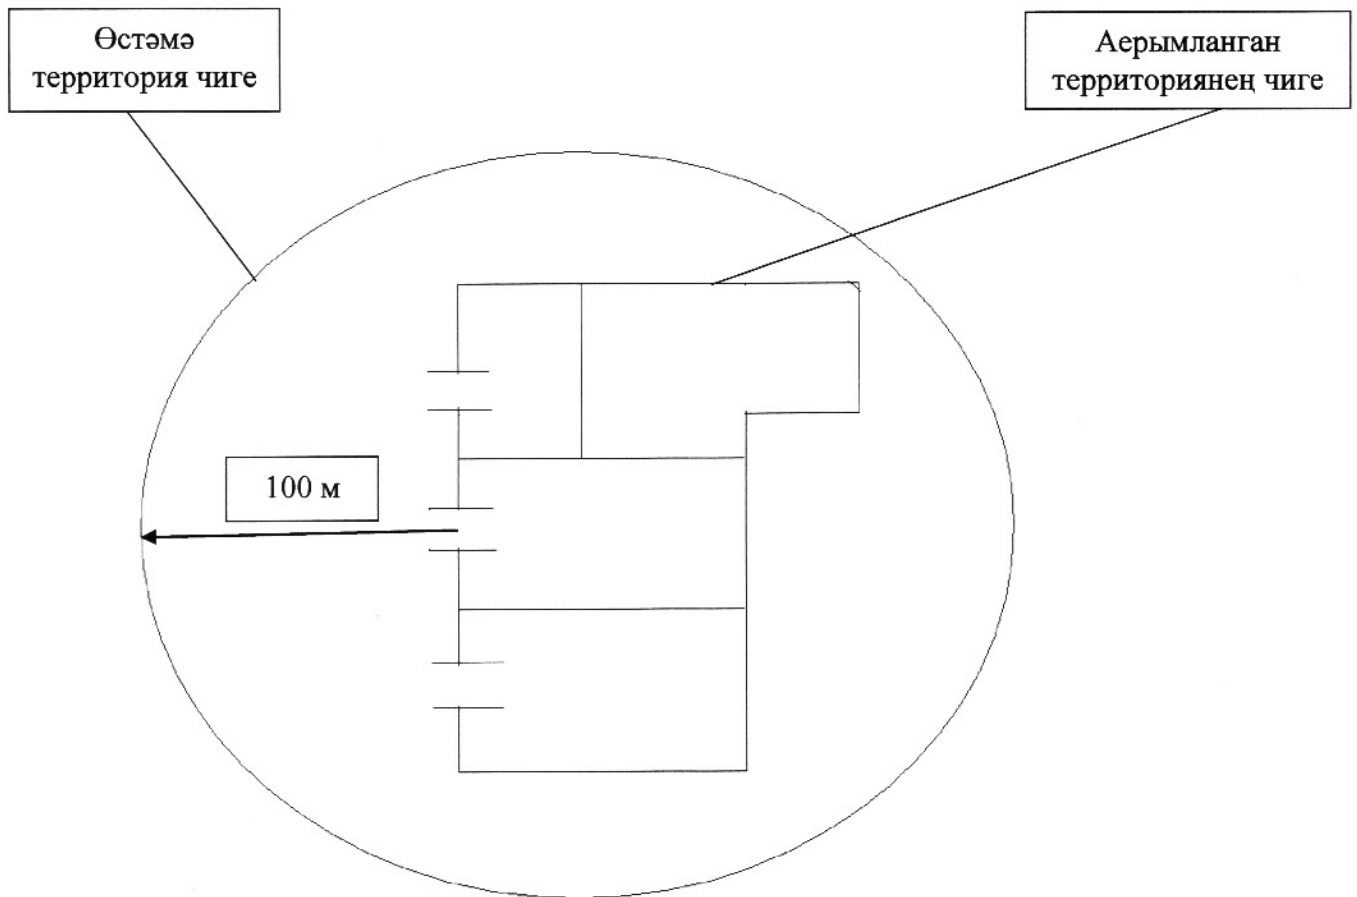 Өстәмә
территория чиге
Аерымланган
территориянең чиге
100 м